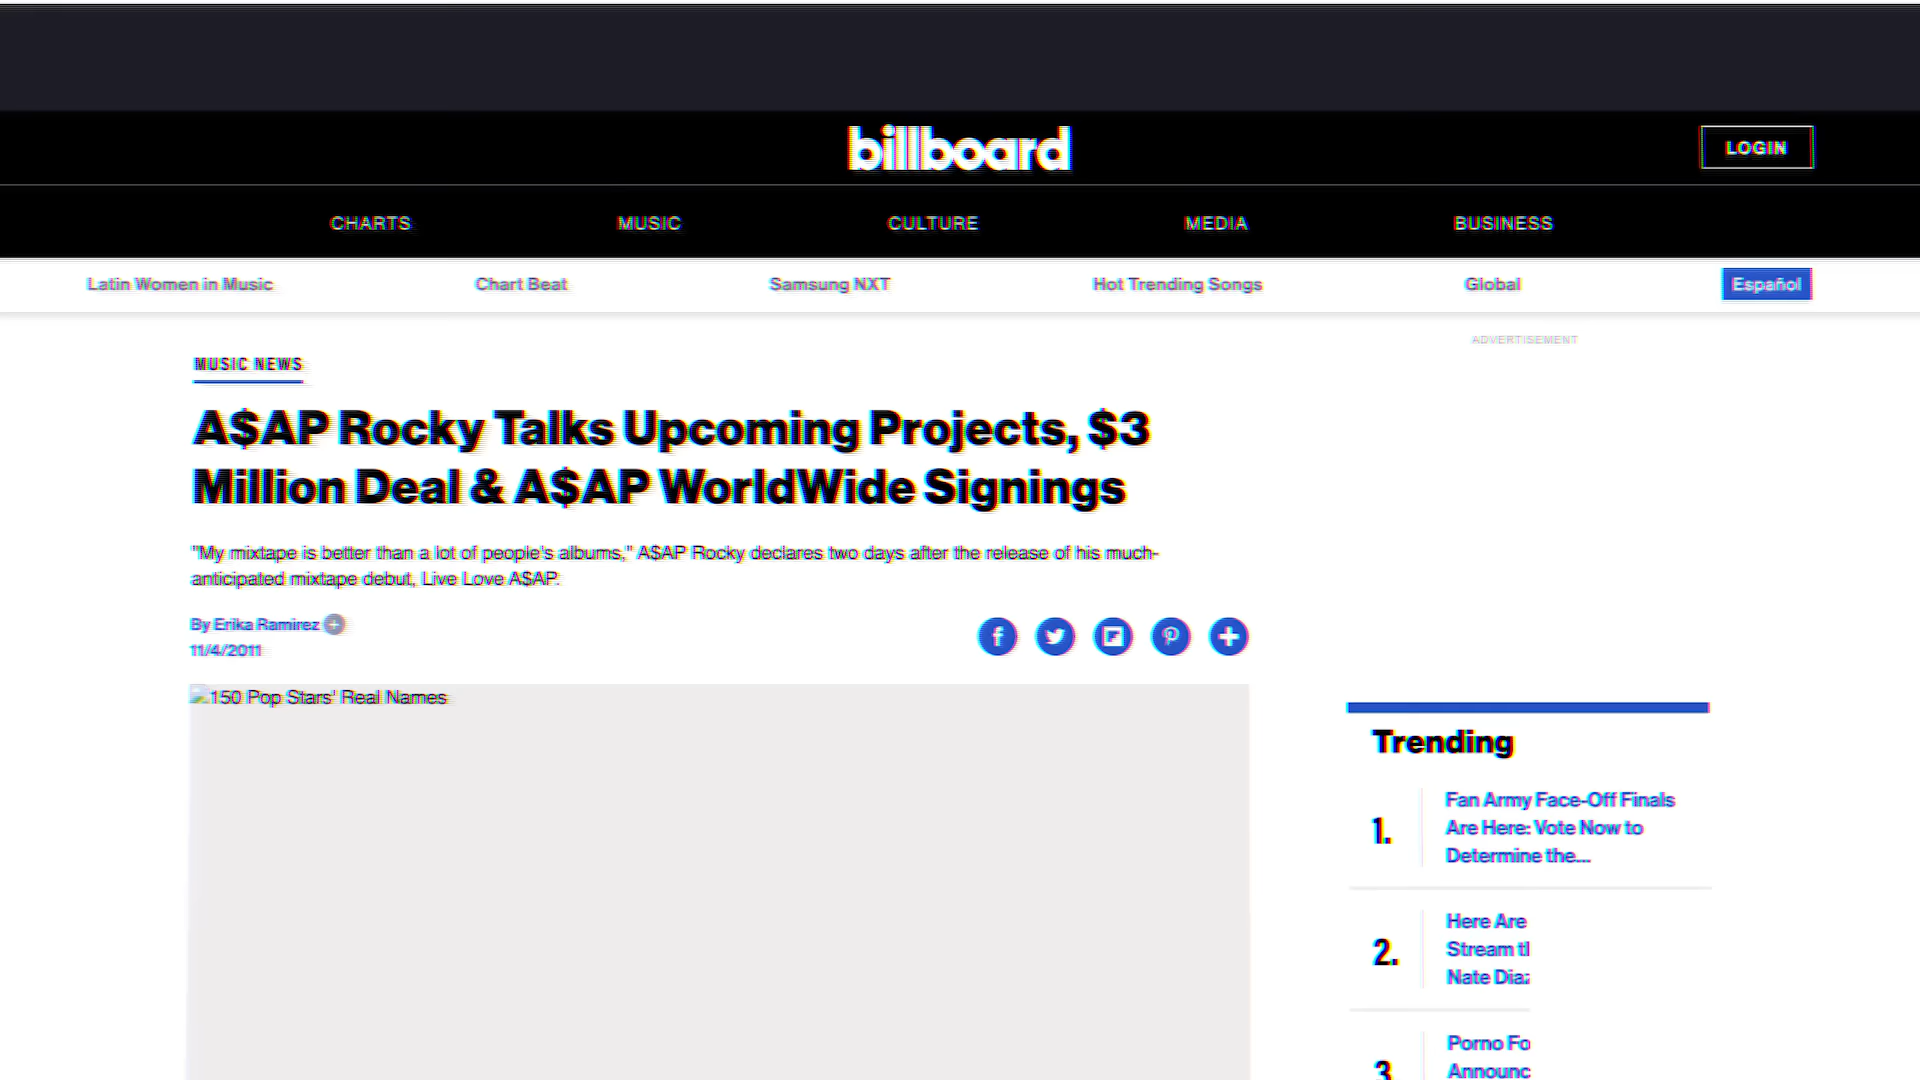 billboard
LOGIN
CHARTS MUSIC CULTURE MEDIA BUSINESS
Latin Women in Music Chart Beat Samsung NXT Hot Trending Songs Global Español
ADVERTISEMENT
MUSIC NEWS
A$AP Rocky Talks Upcoming Projects, $3
Million Deal & A$AP WorldWide Signings
"My mixtape is better than a lot of people's albums," A$AP Rocky declares two days after the release of his much-
anticipated mixtape debut, Live Love A$AP.
By Erika Ramirez
11/4/2011
150 Pop Stars' Real Names
Trending
1.
Fan Army Face-Off Finals
Are Here: Vote Now to
Determine the...
2.
Here Are
Stream
Nate
3
Porno